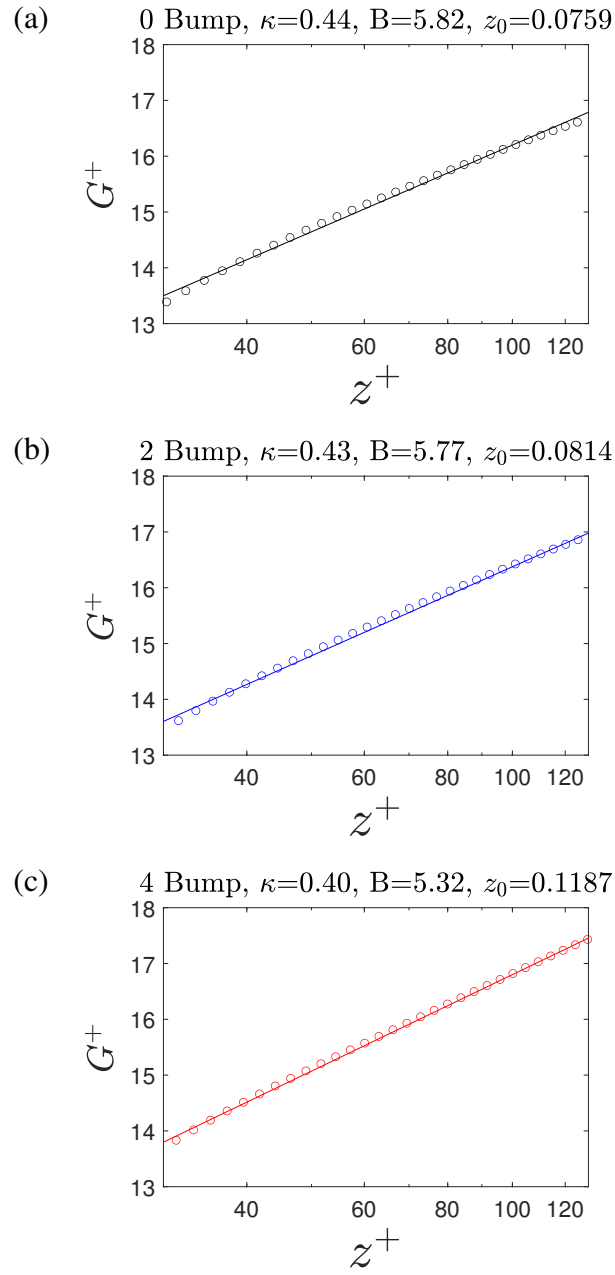 (a)
0 Bump, κ=0.44, B=5.82, z₀=0.0759
18
17
16
15
14
13
G⁺
40 60 80 100 120
z⁺
(b)
2 Bump, κ=0.43, B=5.77, z₀=0.0814
18
17
16
15
14
13
G⁺
40 60 80 100 120
z⁺
(c)
4 Bump, κ=0.40, B=5.32, z₀=0.1187
18
17
16
15
14
13
G⁺
40 60 80 100 120
z⁺